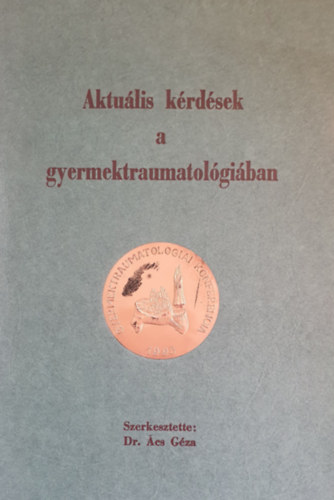 Aktuális kérdések
a
gyermektraumatológiában
Szerkesztette:
Dr. Ács Géza